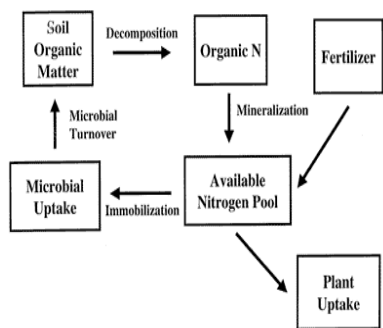 Soil
Organic
Matter
Decomposition
Organic N
Fertilizer
Microbial
Turnover
Mineralization
Microbial
Uptake
Immobilization
Available
Nitrogen Pool
Plant
Uptake